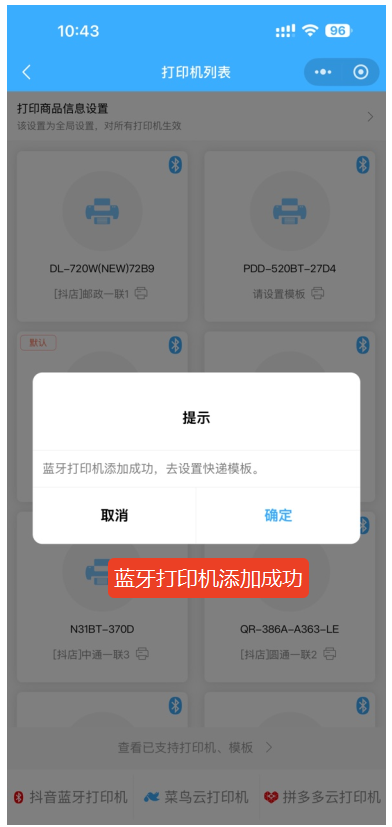 10:43
96
打印机列表
打印商品信息设置
该设置为全局设置，对所有打印机生效
DL-720W(NEW)72B9
PDD-520BT-27D4
[抖店]邮政一联1
请设置模板
默认
提示
蓝牙打印机添加成功，去设置快递模板。
取消
确定
蓝牙打印机添加成功
N31BT-370D
QR-386A-A363-LE
[抖店]中通一联3
[抖店]圆通一联2
查看已支持打印机、模板
抖音蓝牙打印机
菜鸟云打印机
拼多多云打印机